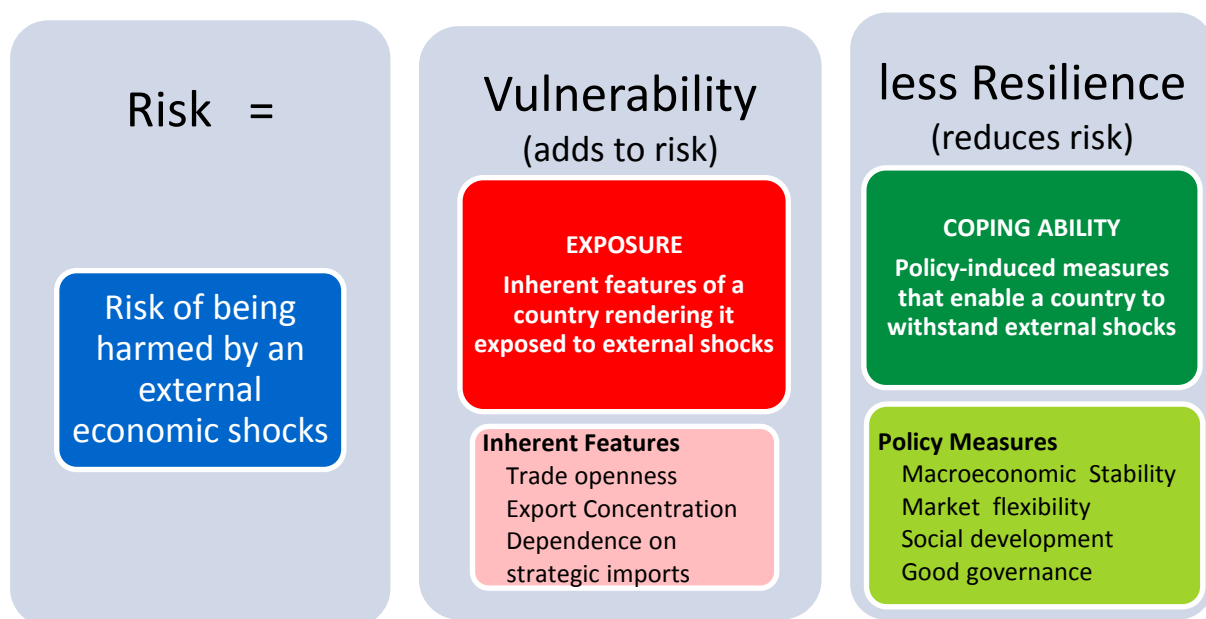 Risk =
Risk of being
harmed by an
external
economic shocks
Vulnerability
(adds to risk)
EXPOSURE
Inherent features of a
country rendering it
exposed to external shocks
Inherent Features
Trade openness
Export Concentration
Dependence on
strategic imports
less Resilience
(reduces risk)
COPING ABILITY
Policy-induced measures
that enable a country to
withstand external shocks
Policy Measures
Macroeconomic Stability
Market flexibility
Social development
Good governance